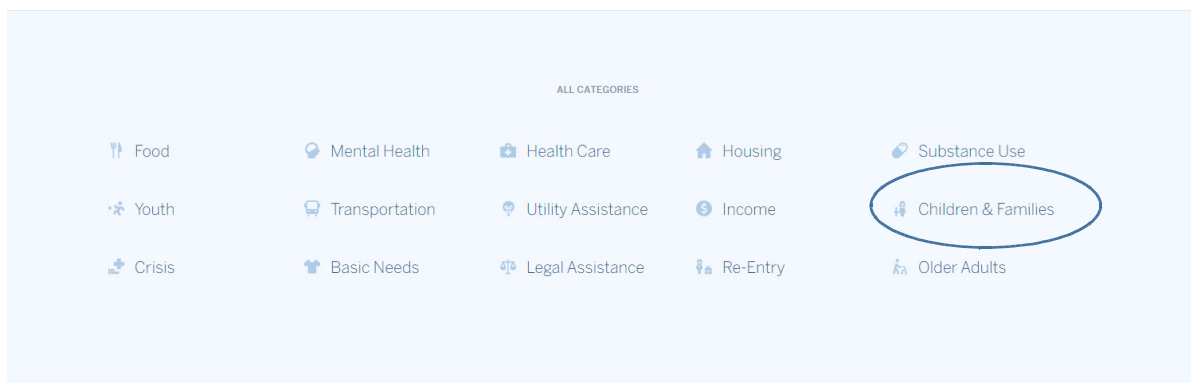 ALL CATEGORIES
Food Mental Health Health Care Housing Substance Use
Youth Transportation Utility Assistance Income Children & Families
Crisis Basic Needs Legal Assistance Re-Entry Older Adults